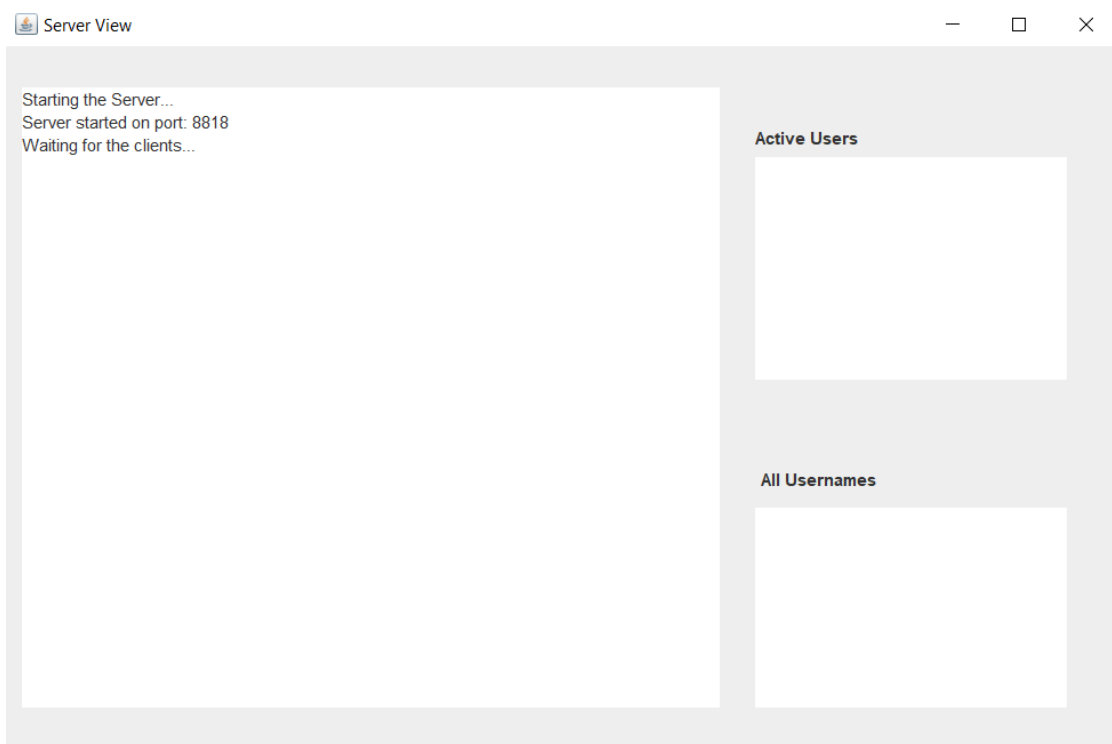 Server View
Starting the Server...
Server started on port: 8818
Waiting for the clients...
Active Users
All Usernames